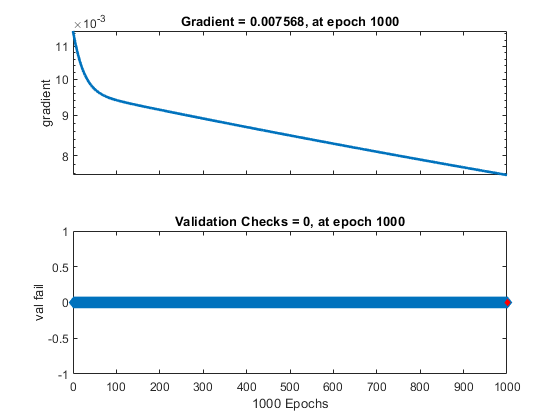 Gradient = 0.007568, at epoch 1000
×10⁻³
11
10
9
8
gradient
Validation Checks = 0, at epoch 1000
1
0.5
0
-0.5
-1
val fail
0 100 200 300 400 500 600 700 800 900 1000
1000 Epochs